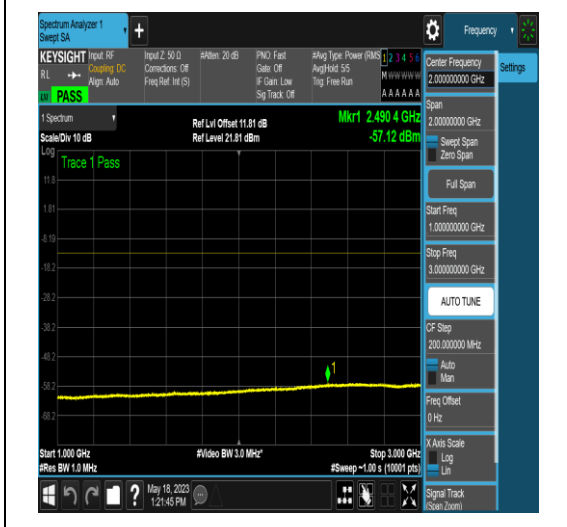 Spectrum Analyzer 1
Swept SA
+
Frequency
KEYSIGHT
RL
PASS
Input: RF
Coupling: DC
Align: Auto
Input Z: 50 Ω
Corrections: Off
Freq Ref: Int (S)
#Atten: 20 dB
PNO: Fast
Gate: Off
IF Gain: Low
Sig Track: Off
#Avg Type: Power (RMS)
Avg|Hold: 5/5
Trig: Free Run
1 2 3 4 5 6
M W W W W W
A A A A A A
1 Spectrum
Scale/Div 10 dB
Ref Lvl Offset 11.81 dB
Ref Level 21.81 dBm
Mkr1 2.490 4 GHz
-57.12 dBm
Log
Trace 1 Pass
11.8
1.81
-8.19
-18.2
-28.2
-38.2
-48.2
-58.2
-68.2
1
Start 1.000 GHz
#Res BW 1.0 MHz
#Video BW 3.0 MHz*
Stop 3.000 GHz
#Sweep ~1.00 s (10001 pts)
?
May 18, 2023
1:21:45 PM
Center Frequency
2.000000000 GHz
Span
2.00000000 GHz
Swept Span
Zero Span
Full Span
Start Freq
1.000000000 GHz
Stop Freq
3.000000000 GHz
AUTO TUNE
CF Step
200.000000 MHz
Auto
Man
Freq Offset
0 Hz
X Axis Scale
Log
Lin
Signal Track
(Span Zoom)
Settings